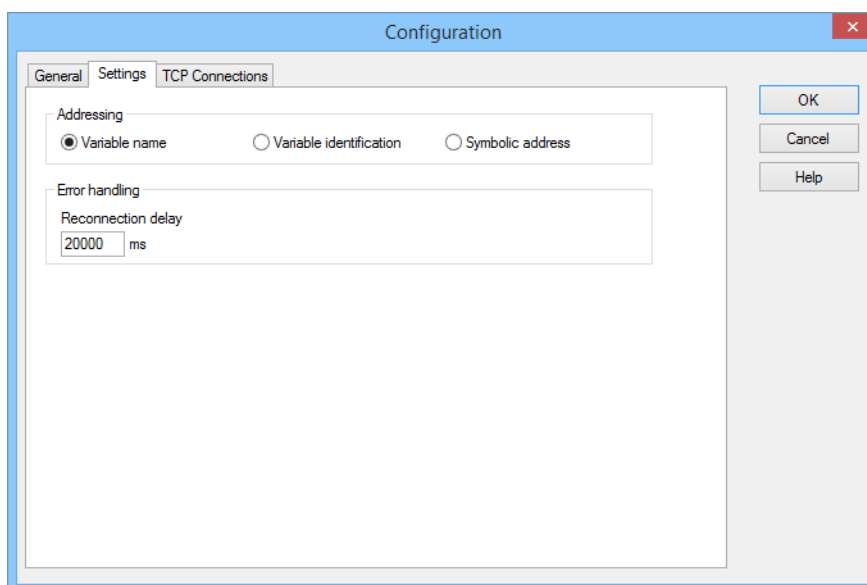 Configuration
General Settings TCP Connections
Addressing
Variable name Variable identification Symbolic address
Error handling
Reconnection delay
20000 ms
OK
Cancel
Help